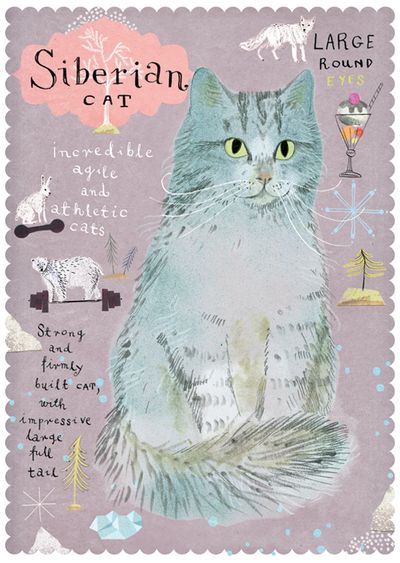 Siberian
CAT
LARGE
ROUND
EYES
incredible
agile
and
athletic
cats
Strong
and
firmly
built CAT,
with
impressive
large
full
tail